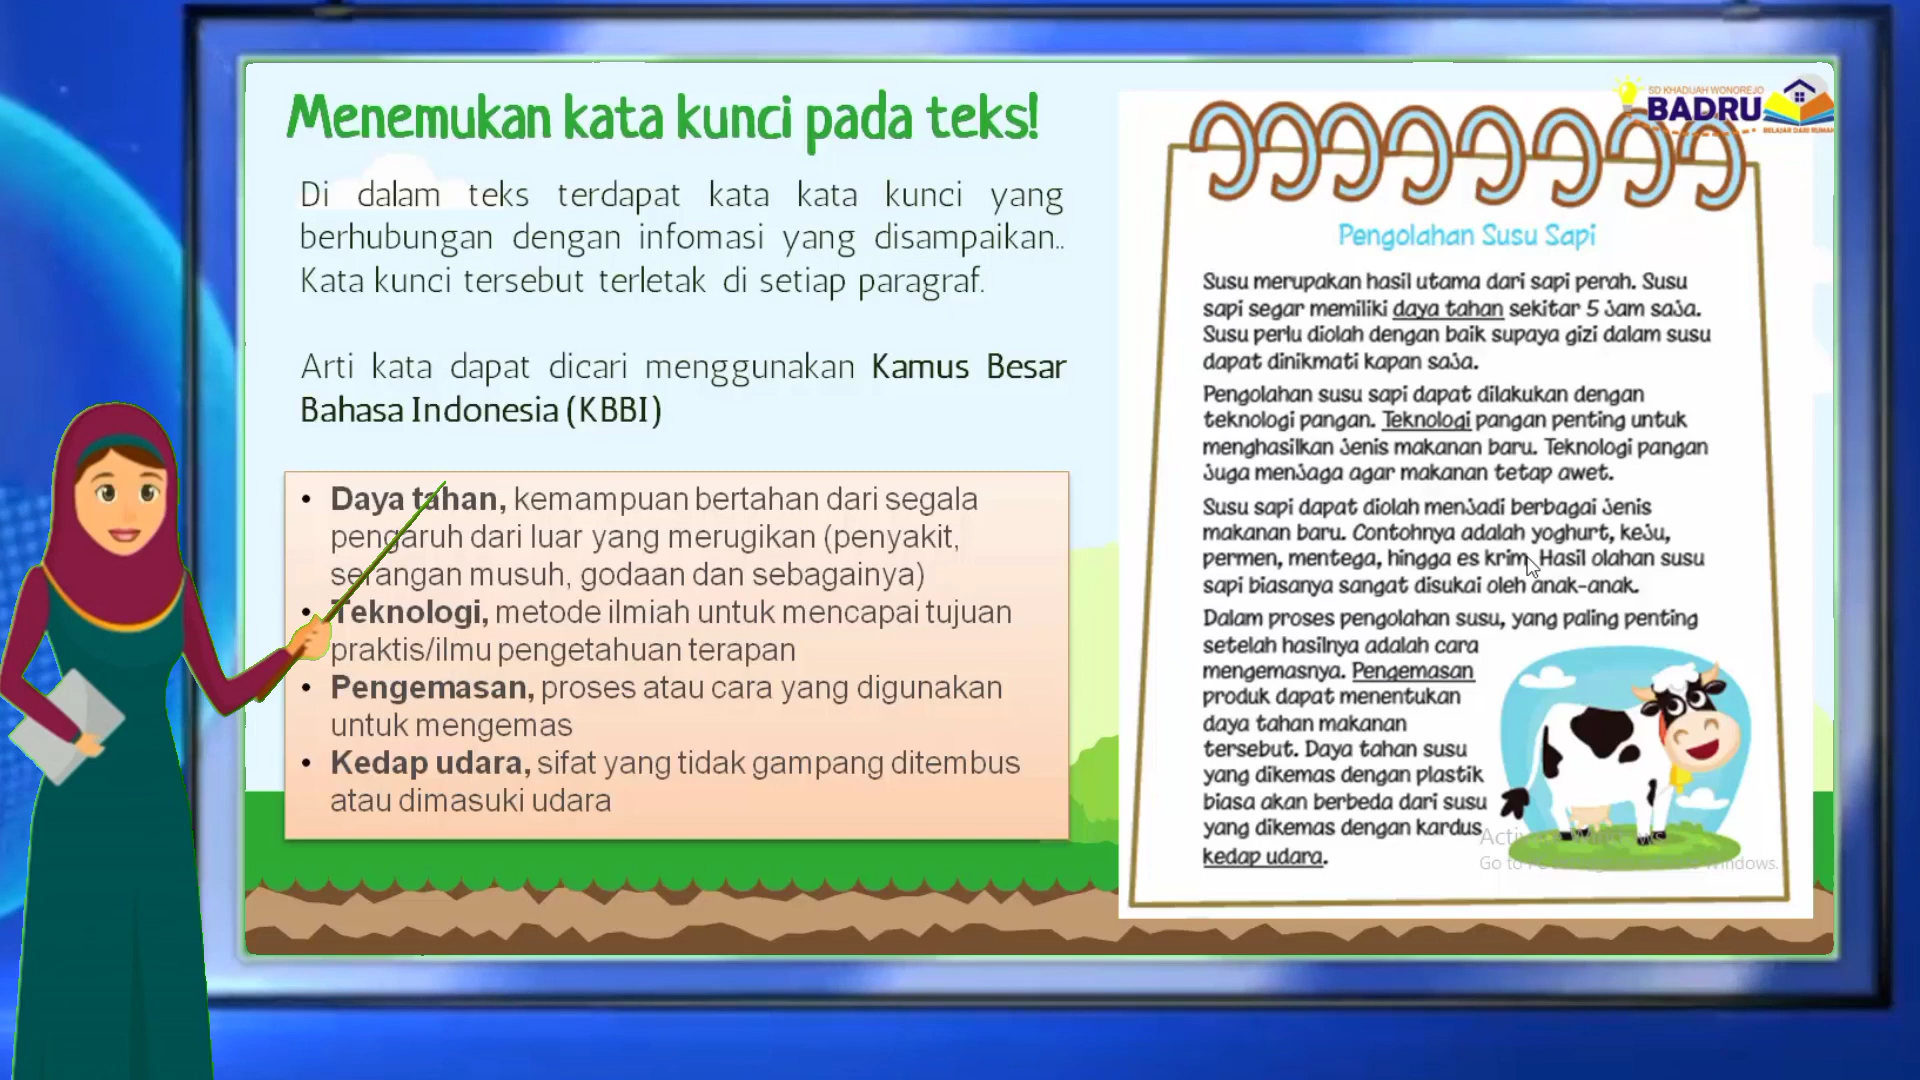 Menemukan kata kunci pada teks!
Di dalam teks terdapat kata kata kunci yang
berhubungan dengan infomasi yang disampaikan..
Kata kunci tersebut terletak di setiap paragraf.
Arti kata dapat dicari menggunakan Kamus Besar
Bahasa Indonesia (KBBI)
• Daya tahan, kemampuan bertahan dari segala
pengaruh dari luar yang merugikan (penyakit,
serangan musuh, godaan dan sebagainya)
• Teknologi, metode ilmiah untuk mencapai tujuan
praktis/ilmu pengetahuan terapan
• Pengemasan, proses atau cara yang digunakan
untuk mengemas
• Kedap udara, sifat yang tidak gampang ditembus
atau dimasuki udara
SD KHADIJAH WONOREJO
BADRU
BELAJAR DARI RUMAH
Pengolahan Susu Sapi
Susu merupakan hasil utama dari sapi perah. Susu
sapi segar memiliki daya tahan sekitar 5 jam saja.
Susu perlu diolah dengan baik supaya gizi dalam susu
dapat dinikmati kapan saja.
Pengolahan susu sapi dapat dilakukan dengan
teknologi pangan. Teknologi pangan penting untuk
menghasilkan jenis makanan baru. Teknologi pangan
juga menjaga agar makanan tetap awet.
Susu sapi dapat diolah menjadi berbagai jenis
makanan baru. Contohnya adalah yoghurt, keju,
permen, mentega, hingga es krim. Hasil olahan susu
sapi biasanya sangat disukai oleh anak-anak.
Dalam proses pengolahan susu, yang paling penting
setelah hasilnya adalah cara
mengemasnya. Pengemasan
produk dapat menentukan
daya tahan makanan
tersebut. Daya tahan susu
yang dikemas dengan plastik
biasa akan berbeda dari susu
yang dikemas dengan kardus
kedap udara.
Go to
Windows.